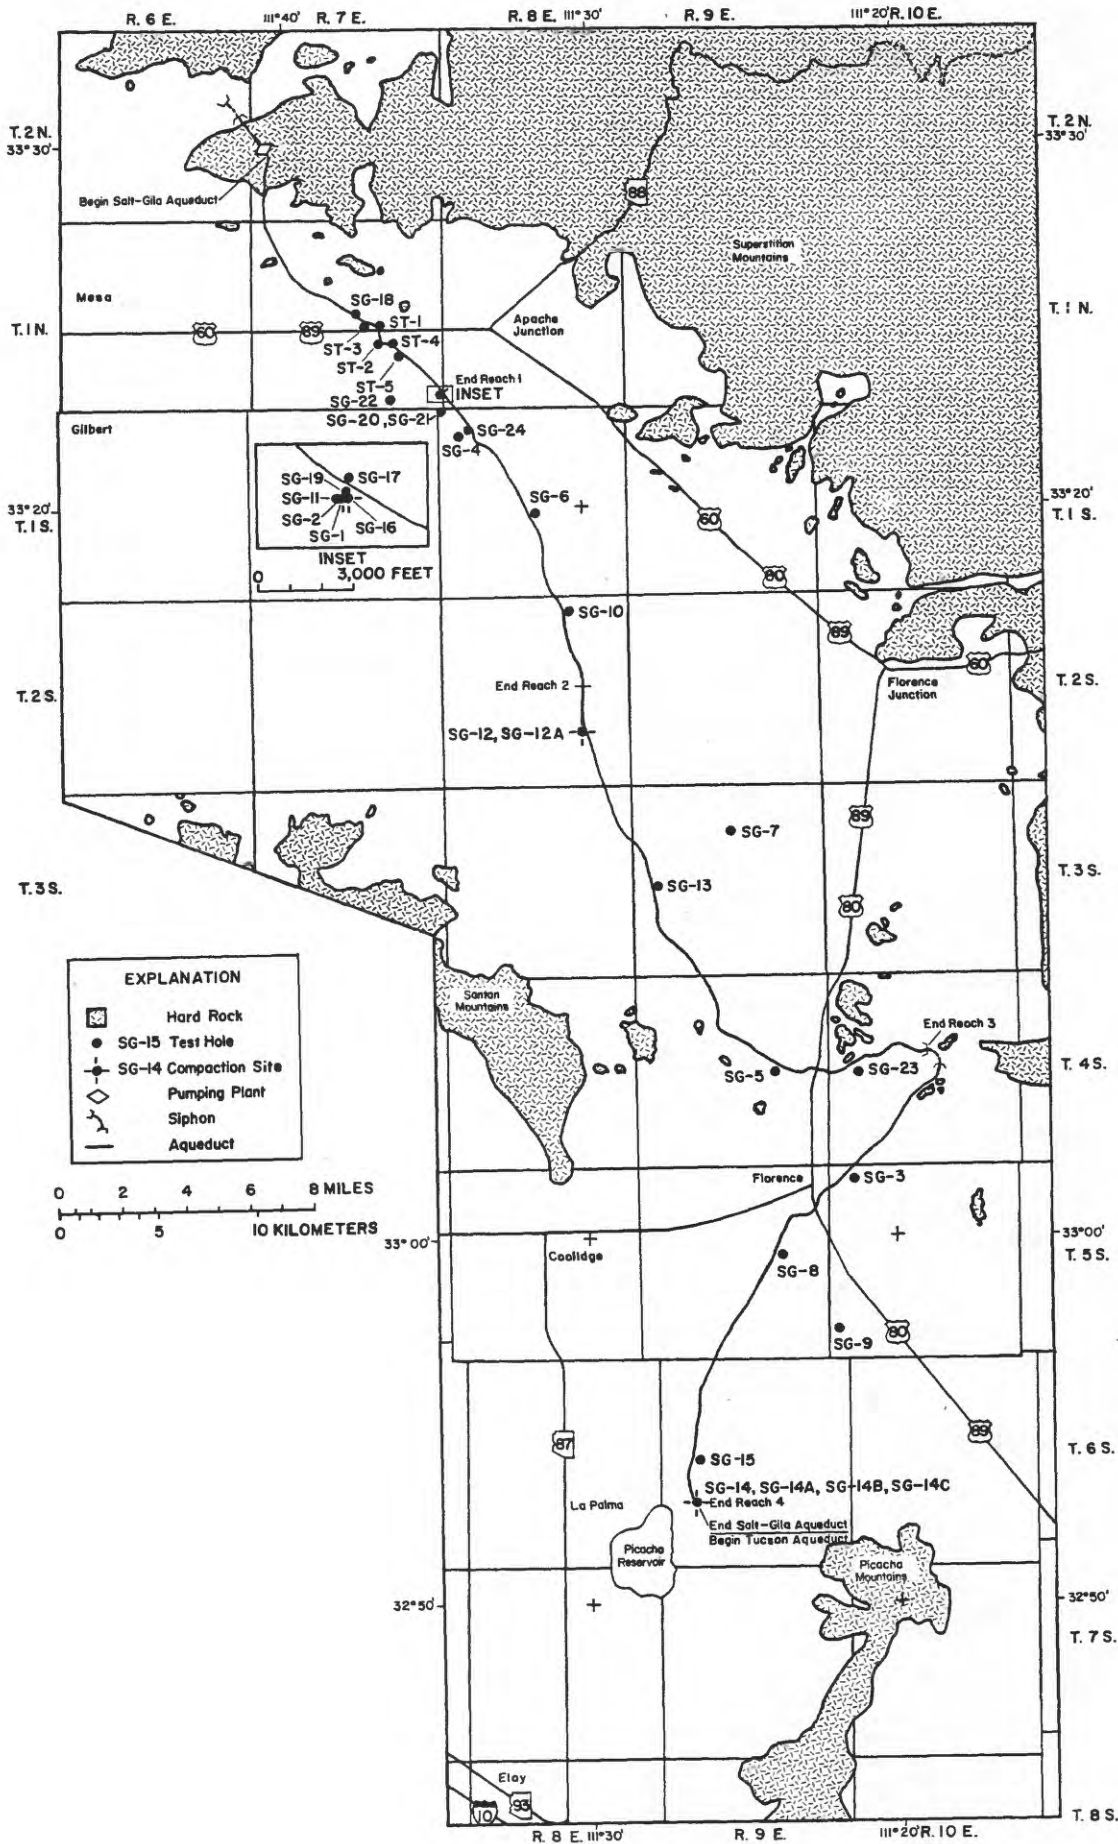 R. 6 E. 111°40' R. 7 E. R. 8 E. 111°30' R. 9 E. 111°20' R. 10 E.
T. 2 N.
33°30'
T. 2 N.
33°30'
88
Begin Salt-Gila Aqueduct
Superstition
Mountains
Mesa
SG-18
T. 1 N.
60
89
ST-1
ST-3
ST-4
ST-2
ST-5
Apache
Junction
T. 1 N.
End Reach 1
INSET
SG-22
SG-20, SG-21
SG-24
SG-4
Gilbert
SG-19
SG-17
SG-11
SG-2
SG-1
SG-16
INSET
0 3,000 FEET
33°20'
T. 1 S.
SG-6
60
33°20'
T. 1 S.
80
SG-10
89
60
Florence
Junction
T. 2 S.
End Reach 2
T. 2 S.
SG-12, SG-12A
89
SG-7
T. 3 S.
SG-13
80
T. 3 S.
EXPLANATION
Hard Rock
SG-15 Test Hole
SG-14 Compaction Site
Pumping Plant
Siphon
Aqueduct
0 2 4 6 8 MILES
0 5 10 KILOMETERS
Santan
Mountains
End Reach 3
SG-5
SG-23
T. 4 S.
Florence
SG-3
33°00'
Coolidge
33°00'
T. 5 S.
SG-8
SG-9
80
87
89
T. 6 S.
SG-15
SG-14, SG-14A, SG-14B, SG-14C
La Palma
End Reach 4
End Salt-Gila Aqueduct
Begin Tucson Aqueduct
Picacho
Reservoir
Picacho
Mountains
32°50'
32°50'
T. 7 S.
Eloy
10
93
T. 8 S.
R. 8 E. 111°30' R. 9 E. 111°20' R. 10 E.